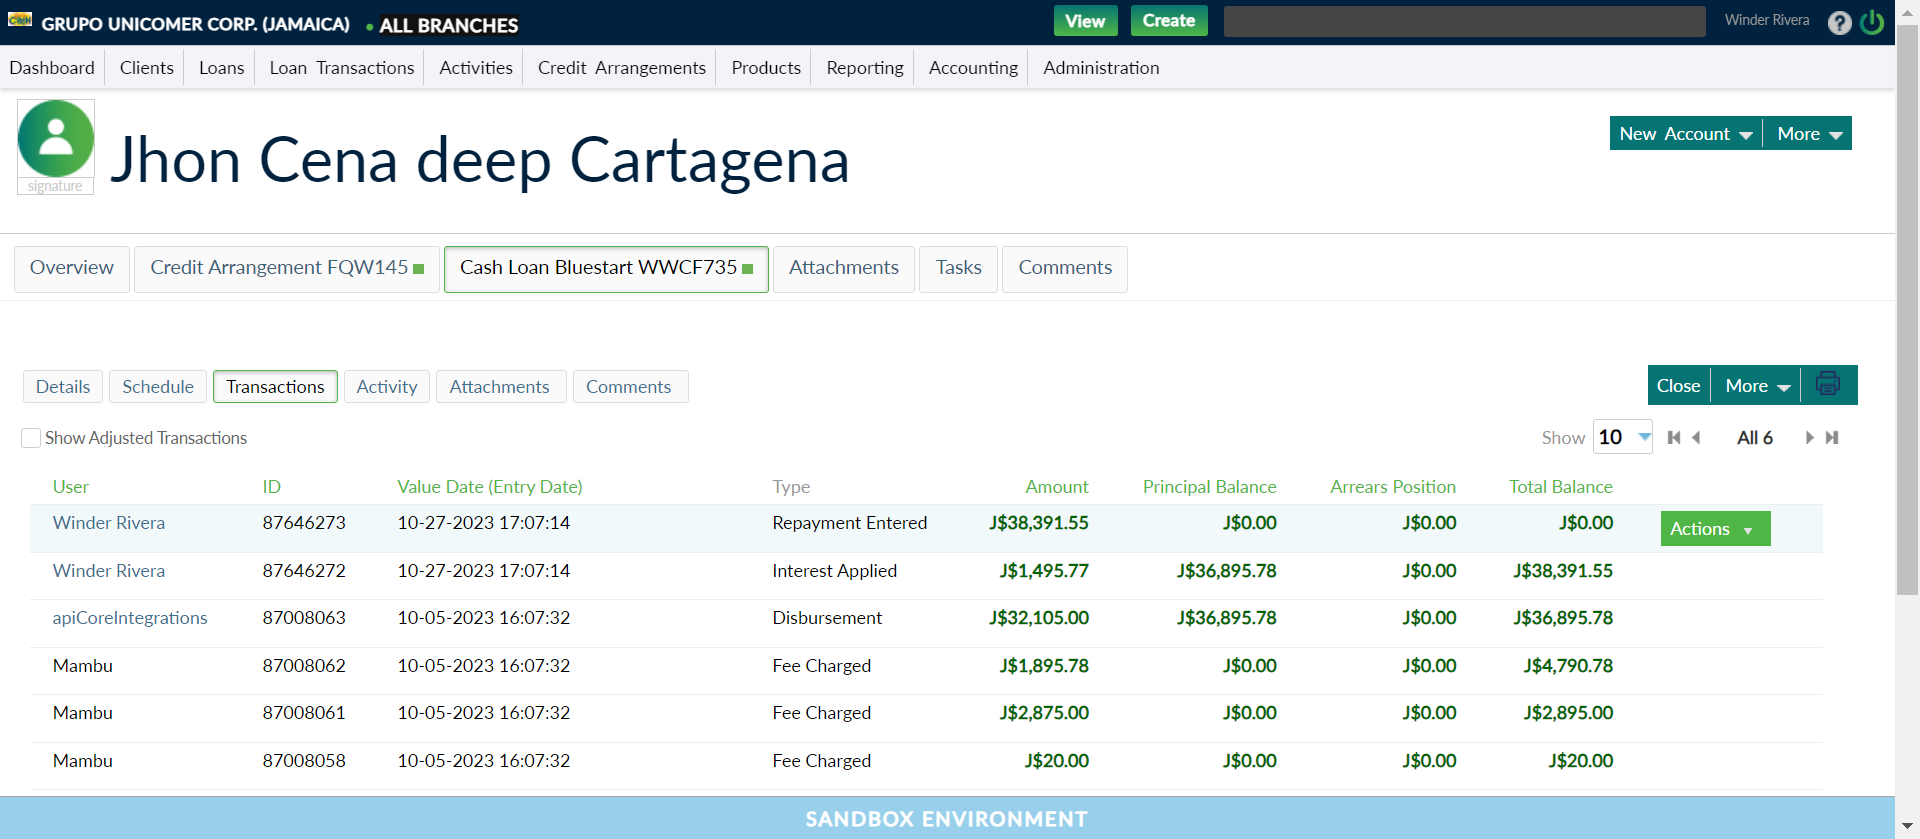 GRUPO UNICOMER CORP. (JAMAICA) ALL BRANCHES View Create Winder Rivera ?
Dashboard Clients Loans Loan Transactions Activities Credit Arrangements Products Reporting Accounting Administration
Jhon Cena deep Cartagena
signature
New Account More
Overview Credit Arrangement FQW145 Cash Loan Bluestart WWCF735 Attachments Tasks Comments
Details Schedule Transactions Activity Attachments Comments Close More
Show Adjusted Transactions Show 10 All 6
User ID Value Date (Entry Date) Type Amount Principal Balance Arrears Position Total Balance
Winder Rivera 87646273 10-27-2023 17:07:14 Repayment Entered J$38,391.55 J$0.00 J$0.00 J$0.00 Actions
Winder Rivera 87646272 10-27-2023 17:07:14 Interest Applied J$1,495.77 J$36,895.78 J$0.00 J$38,391.55
apiCoreIntegrations 87008063 10-05-2023 16:07:32 Disbursement J$32,105.00 J$36,895.78 J$0.00 J$36,895.78
Mambu 87008062 10-05-2023 16:07:32 Fee Charged J$1,895.78 J$0.00 J$0.00 J$4,790.78
Mambu 87008061 10-05-2023 16:07:32 Fee Charged J$2,875.00 J$0.00 J$0.00 J$2,895.00
Mambu 87008058 10-05-2023 16:07:32 Fee Charged J$20.00 J$0.00 J$0.00 J$20.00
SANDBOX ENVIRONMENT